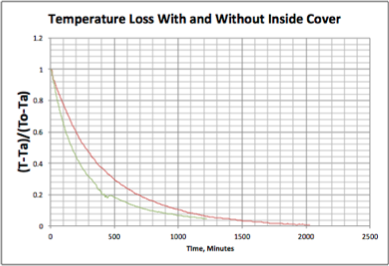 Temperature Loss With and Without Inside Cover
1.2
1
0.8
0.6
0.4
0.2
0
(T-Ta)/(To-Ta)
0 500 1000 1500 2000 2500
Time, Minutes